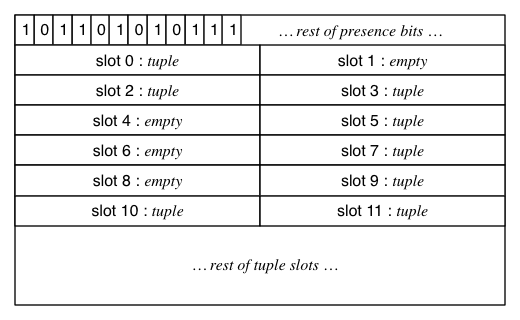 1 0 1 1 0 1 0 1 0 1 1 1 … rest of presence bits …
slot 0 : tuple slot 1 : empty
slot 2 : tuple slot 3 : tuple
slot 4 : empty slot 5 : tuple
slot 6 : empty slot 7 : tuple
slot 8 : empty slot 9 : tuple
slot 10 : tuple slot 11 : tuple
… rest of tuple slots …